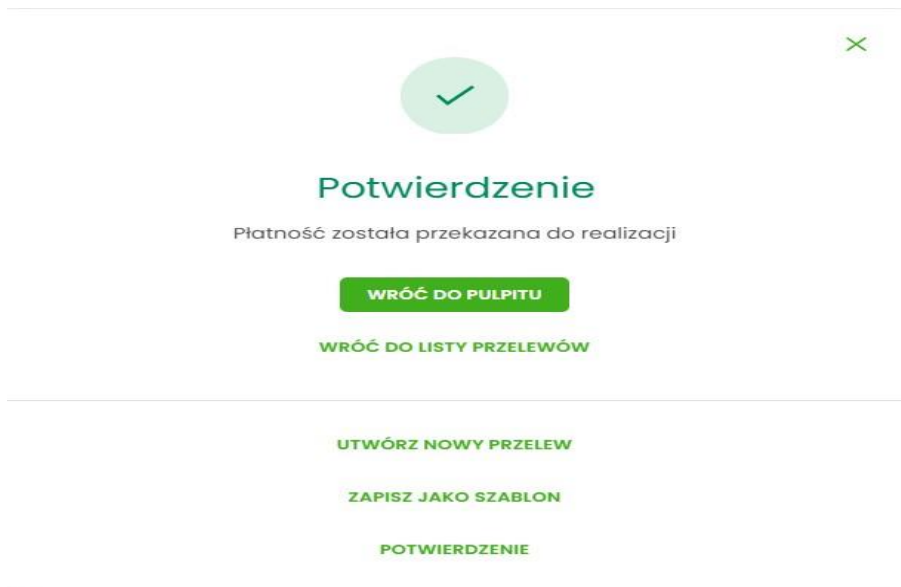 Potwierdzenie
Płatność została przekazana do realizacji
WRÓĆ DO PULPITU
WRÓĆ DO LISTY PRZELEWÓW
UTWÓRZ NOWY PRZELEW
ZAPISZ JAKO SZABLON
POTWIERDZENIE